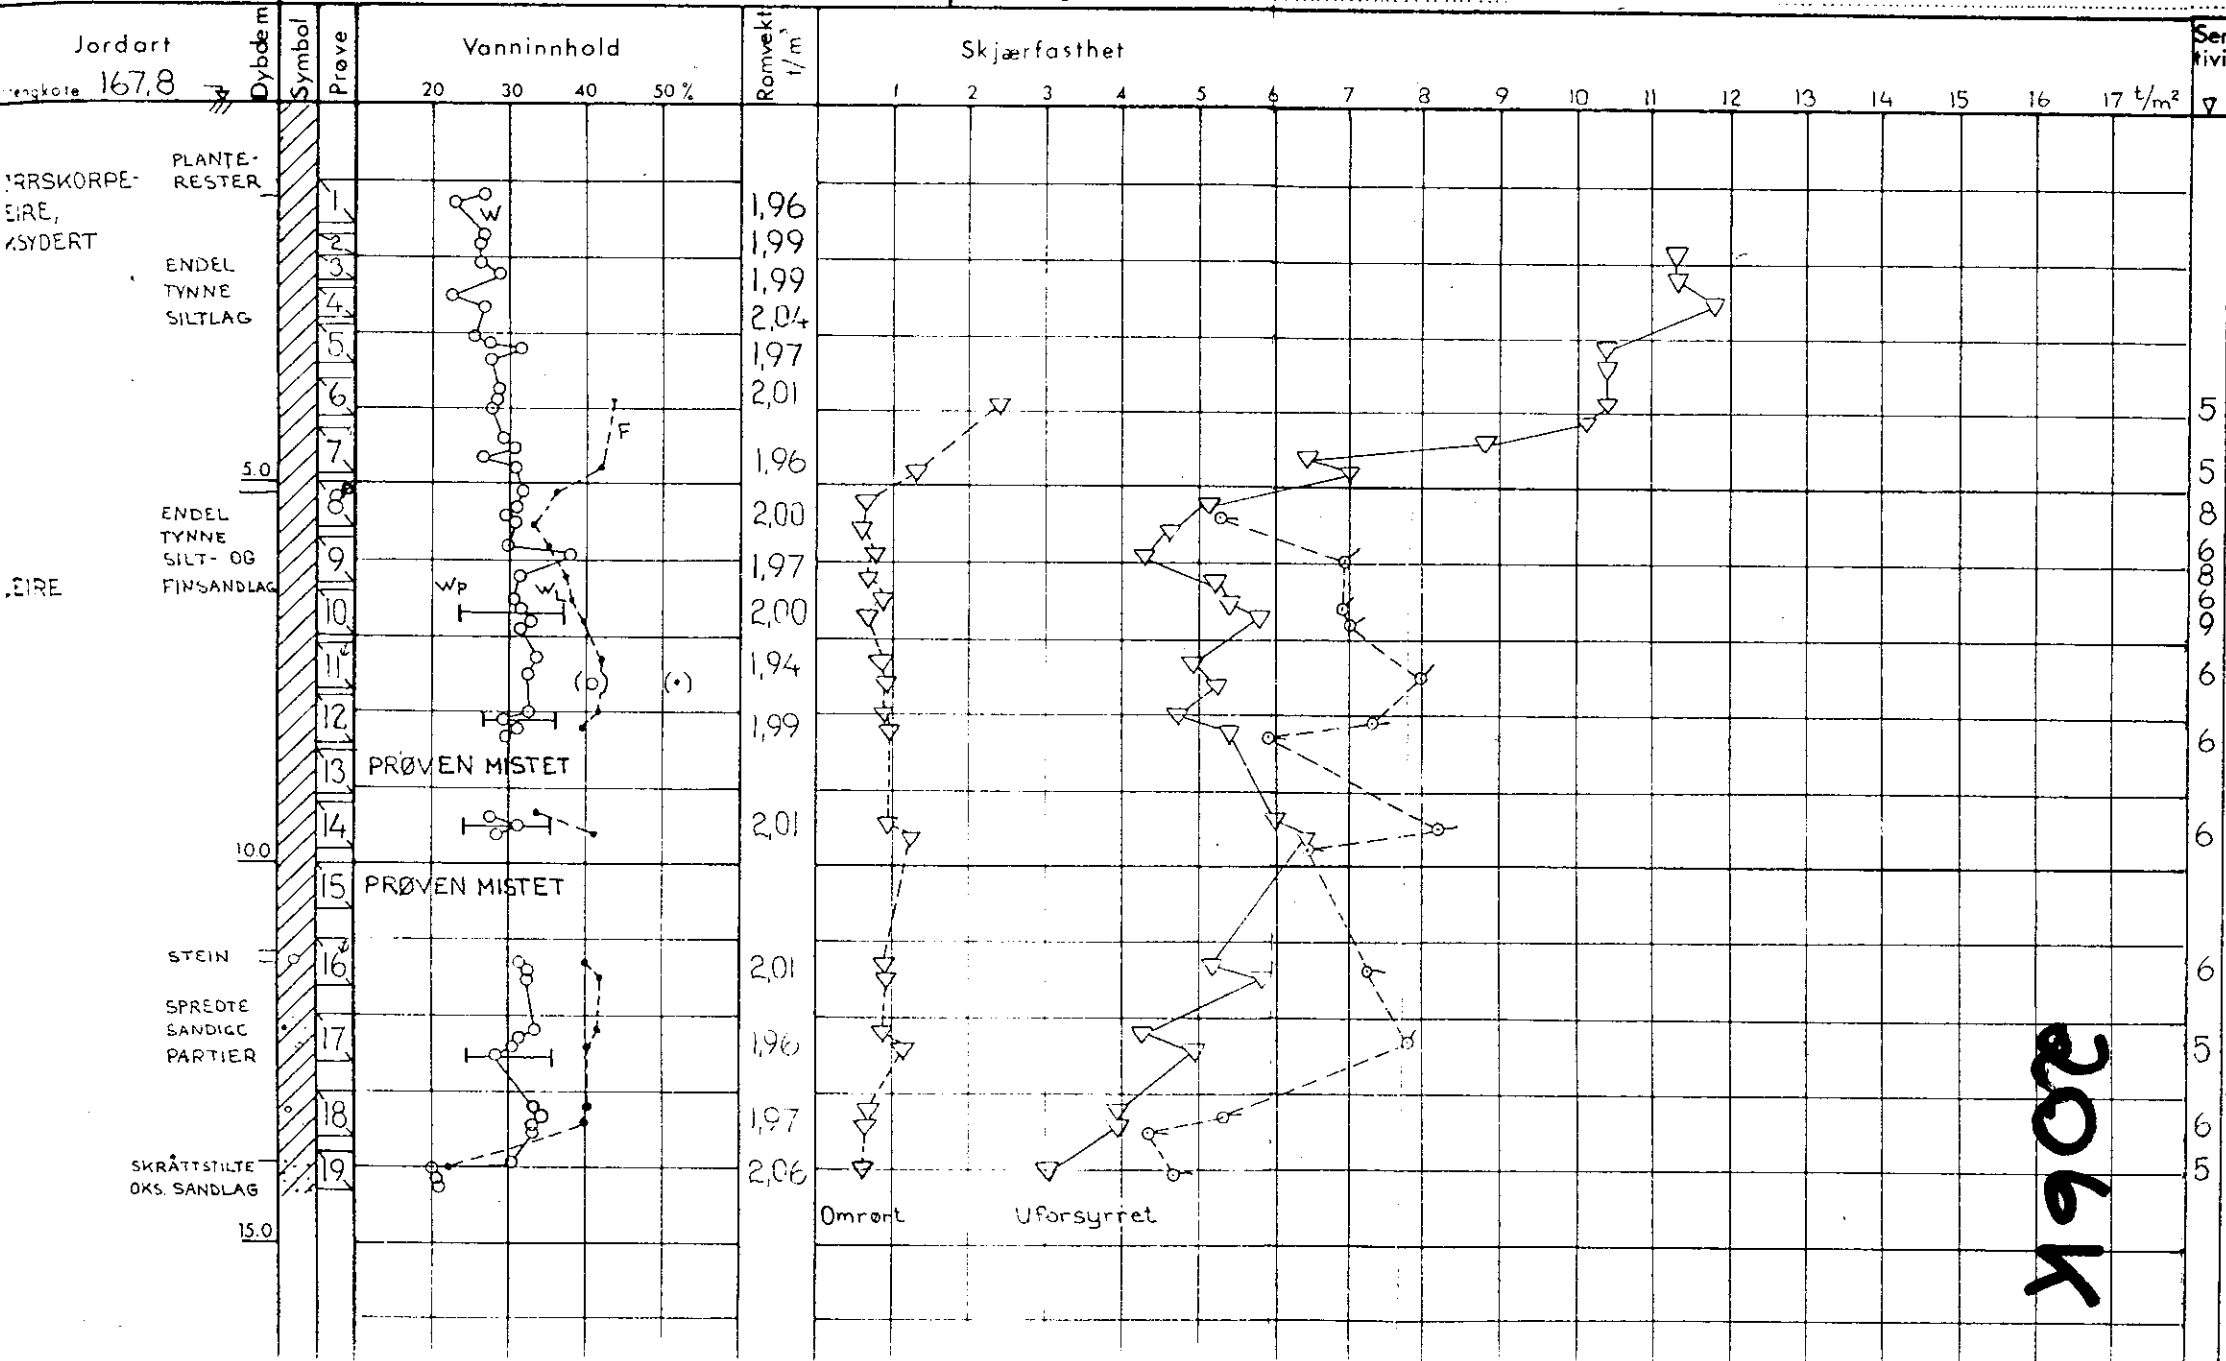 Jordart
167,8
Dybde m
Symbol
Prøve
Vanninnhold
20 30 40 50 %
Romvekt t/m³
Skjærfasthet
1 2 3 4 5 6 7 8 9 10 11 12 13 14 15 16 17 t/m²
PLANTE-
RESTER
ENDEL
TYNNE
SILTLAG
5.0
ENDEL
TYNNE
SILT- OG
FINSANDLAG
10.0
STEIN
SPREDTE
SANDIGE
PARTIER
SKRÅTTSTILTE
OKS. SANDLAG
15.0
1 1,96
2 1,99
3 1,99
4 2,04
5 1,97
6 2,01 5
7 1,96 5
8 2,00 8
9 1,97 6
8
6
10 2,00 9
11 1,94 6
12 1,99 6
13 PRØVEN MISTET
14 2,01 6
15 PRØVEN MISTET
16 2,01 6
17 1,96 5
18 1,97 6
19 2,06 5
W
F
Wp WL
Omrørt
Uforsyrret